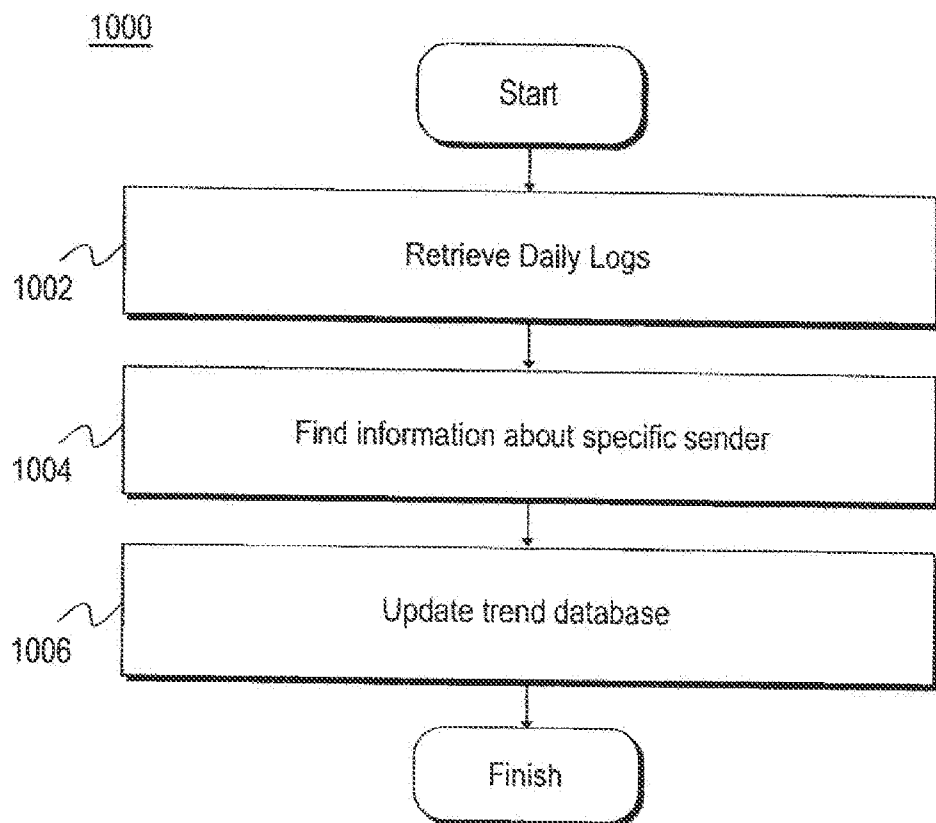 1000
Start
Retrieve Daily Logs
1002
Find information about specific sender
1004
Update trend database
1006
Finish